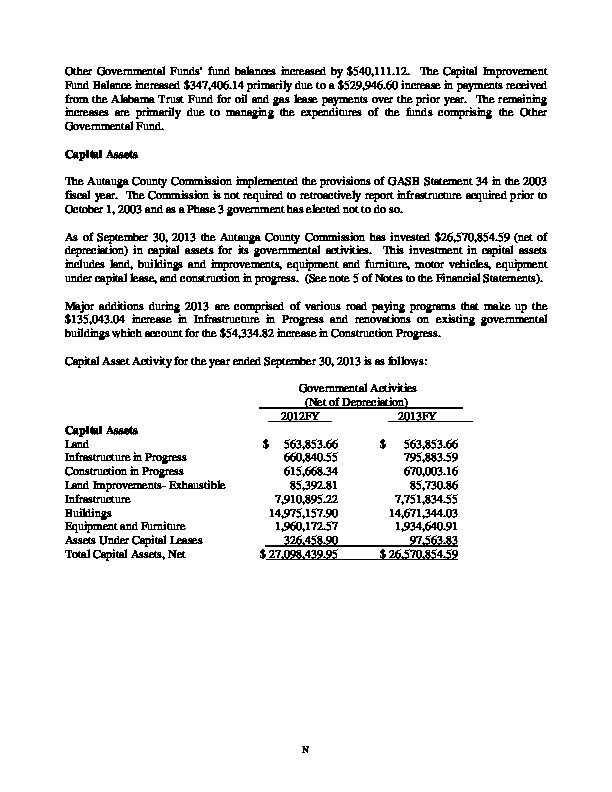 Other Governmental Funds' fund balances increased by $540,111.12. The Capital Improvement
Fund Balance increased $347,406.14 primarily due to a $529,946.60 increase in payments received
from the Alabama Trust Fund for oil and gas lease payments over the prior year. The remaining
increases are primarily due to managing the expenditures of the funds comprising the Other
Governmental Fund.
Capital Assets
The Autauga County Commission implemented the provisions of GASB Statement 34 in the 2003
fiscal year. The Commission is not required to retroactively report infrastructure acquired prior to
October 1, 2003 and as a Phase 3 government has elected not to do so.
As of September 30, 2013 the Autauga County Commission has invested $26,570,854.59 (net of
depreciation) in capital assets for its governmental activities. This investment in capital assets
includes land, buildings and improvements, equipment and furniture, motor vehicles, equipment
under capital lease, and construction in progress. (See note 5 of Notes to the Financial Statements).
Major additions during 2013 are comprised of various road paying programs that make up the
$135,043.04 increase in Infrastructure in Progress and renovations on existing governmental
buildings which account for the $54,334.82 increase in Construction Progress.
Capital Asset Activity for the year ended September 30, 2013 is as follows:
Governmental Activities
(Net of Depreciation)
2012FY 2013FY
Capital Assets
Land $ 563,853.66 $ 563,853.66
Infrastructure in Progress 660,840.55 795,883.59
Construction in Progress 615,668.34 670,003.16
Land Improvements- Exhaustible 85,392.81 85,730.86
Infrastructure 7,910,895.22 7,751,834.55
Buildings 14,975,157.90 14,671,344.03
Equipment and Furniture 1,960,172.57 1,934,640.91
Assets Under Capital Leases 326,458.90 97,563.83
Total Capital Assets, Net $ 27,098,439.95 $ 26,570,854.59
N